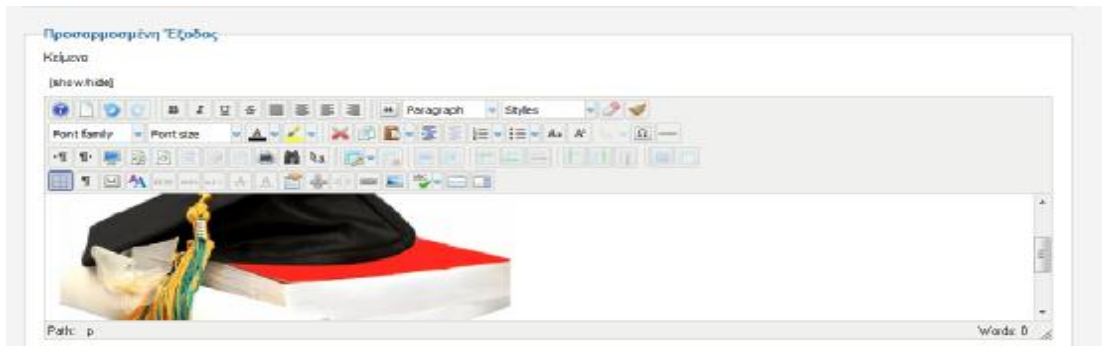 Προσαρμοσμένη Έξοδος
Κείμενο
[show/hide]
B I U Paragraph Styles
Font family Font size
Path: p Words: 0